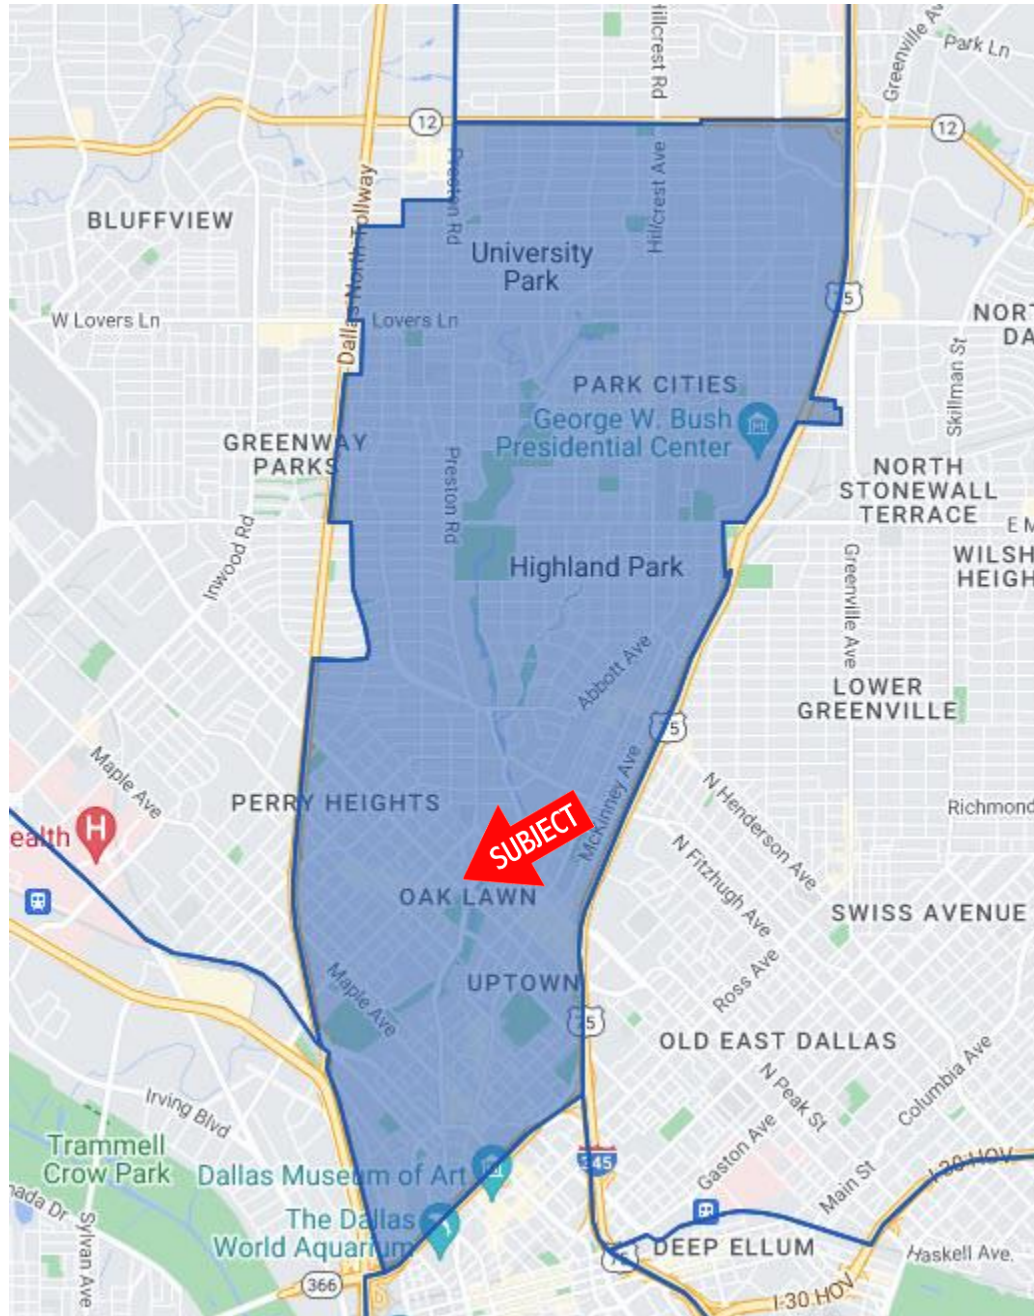 Hillcrest Rd
Greenville Av
Park Ln
12
12
Preston Rd
Hillcrest Ave
Dallas North Tollway
BLUFFVIEW
University
Park
75
W Lovers Ln
Lovers Ln
NORT
DA
Skillman St
PARK CITIES
George W. Bush
Presidential Center
GREENWAY
PARKS
Preston Rd
NORTH
STONEWALL
TERRACE
E M
Inwood Rd
Highland Park
WILSH
HEIGH
Greenville Ave
Abbott Ave
LOWER
GREENVILLE
75
Maple Ave
McKinney Ave
N Henderson Ave
PERRY HEIGHTS
Richmond
SUBJECT
ealth
H
N Fitzhugh Ave
OAK LAWN
SWISS AVENUE
Ross Ave
UPTOWN
Maple Ave
75
OLD EAST DALLAS
N Peak St
Columbia Ave
Irving Blvd
Gaston Ave
Trammell
Crow Park
Dallas Museum of Art
345
Main St
I-30 HOV
nada Dr
Sylvan Ave
The Dallas
World Aquarium
DEEP ELLUM
75
Haskell Ave.
366
I-30 HOV